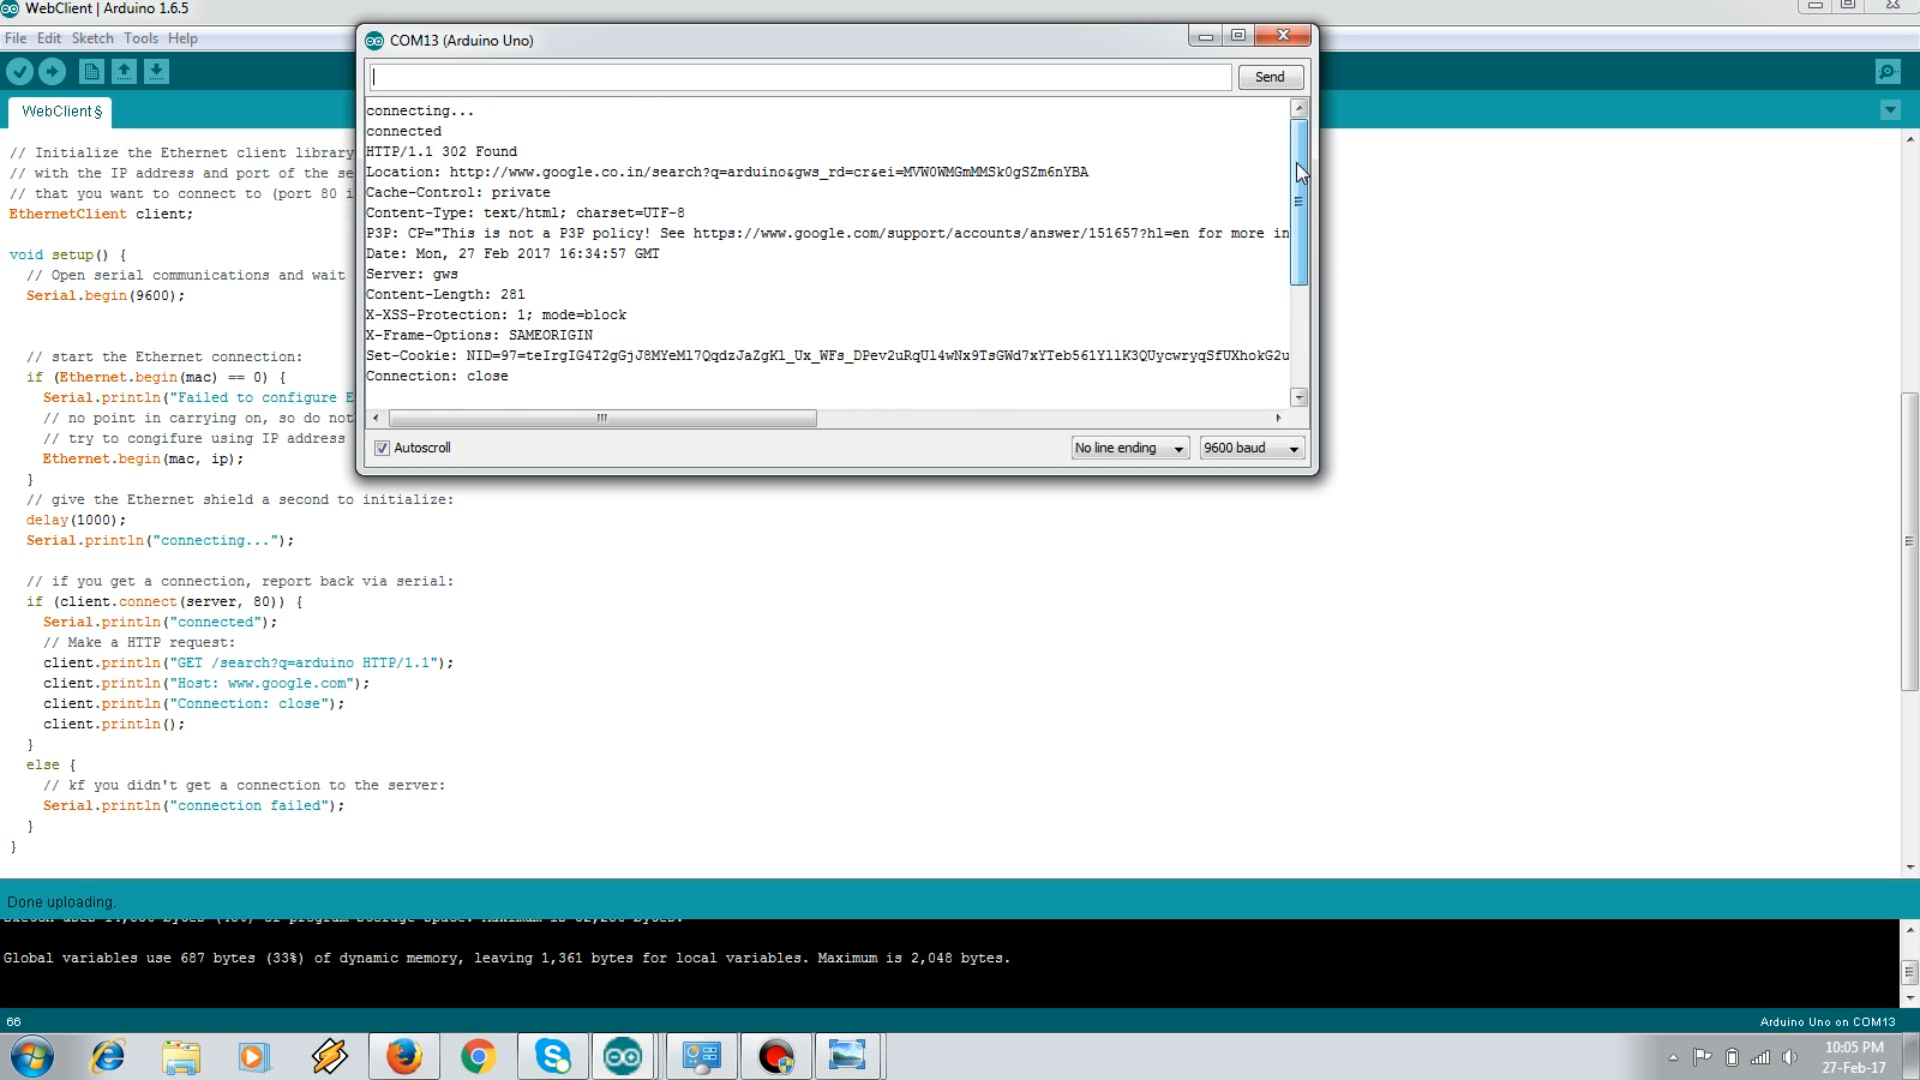 WebClient | Arduino 1.6.5
File Edit Sketch Tools Help
WebClient§
// Initialize the Ethernet client library
// with the IP address and port of the se
// that you want to connect to (port 80 i
EthernetClient client;
void setup() {
// Open serial communications and wait
Serial.begin(9600);
// start the Ethernet connection:
if (Ethernet.begin(mac) == 0) {
Serial.println("Failed to configure E
// no point in carrying on, so do not
// try to congifure using IP address
Ethernet.begin(mac, ip);
}
// give the Ethernet shield a second to initialize:
delay(1000);
Serial.println("connecting...");
// if you get a connection, report back via serial:
if (client.connect(server, 80)) {
Serial.println("connected");
// Make a HTTP request:
client.println("GET /search?q=arduino HTTP/1.1");
client.println("Host: www.google.com");
client.println("Connection: close");
client.println();
}
else {
// kf you didn't get a connection to the server:
Serial.println("connection failed");
}
}
COM13 (Arduino Uno)
Send
connecting...
connected
HTTP/1.1 302 Found
Location: http://www.google.co.in/search?q=arduino&gws_rd=cr&ei=MVW0WMGmMMSk0gSZm6nYBA
Cache-Control: private
Content-Type: text/html; charset=UTF-8
P3P: CP="This is not a P3P policy! See https://www.google.com/support/accounts/answer/151657?hl=en for more in
Date: Mon, 27 Feb 2017 16:34:57 GMT
Server: gws
Content-Length: 281
X-XSS-Protection: 1; mode=block
X-Frame-Options: SAMEORIGIN
Set-Cookie:
Connection: close
Autoscroll
No line ending
9600 baud
Done uploading.
Global variables use 687 bytes (33%) of dynamic memory, leaving 1,361 bytes for local variables. Maximum is 2,048 bytes.
66
Arduino Uno on COM13
10:05 PM
27-Feb-17